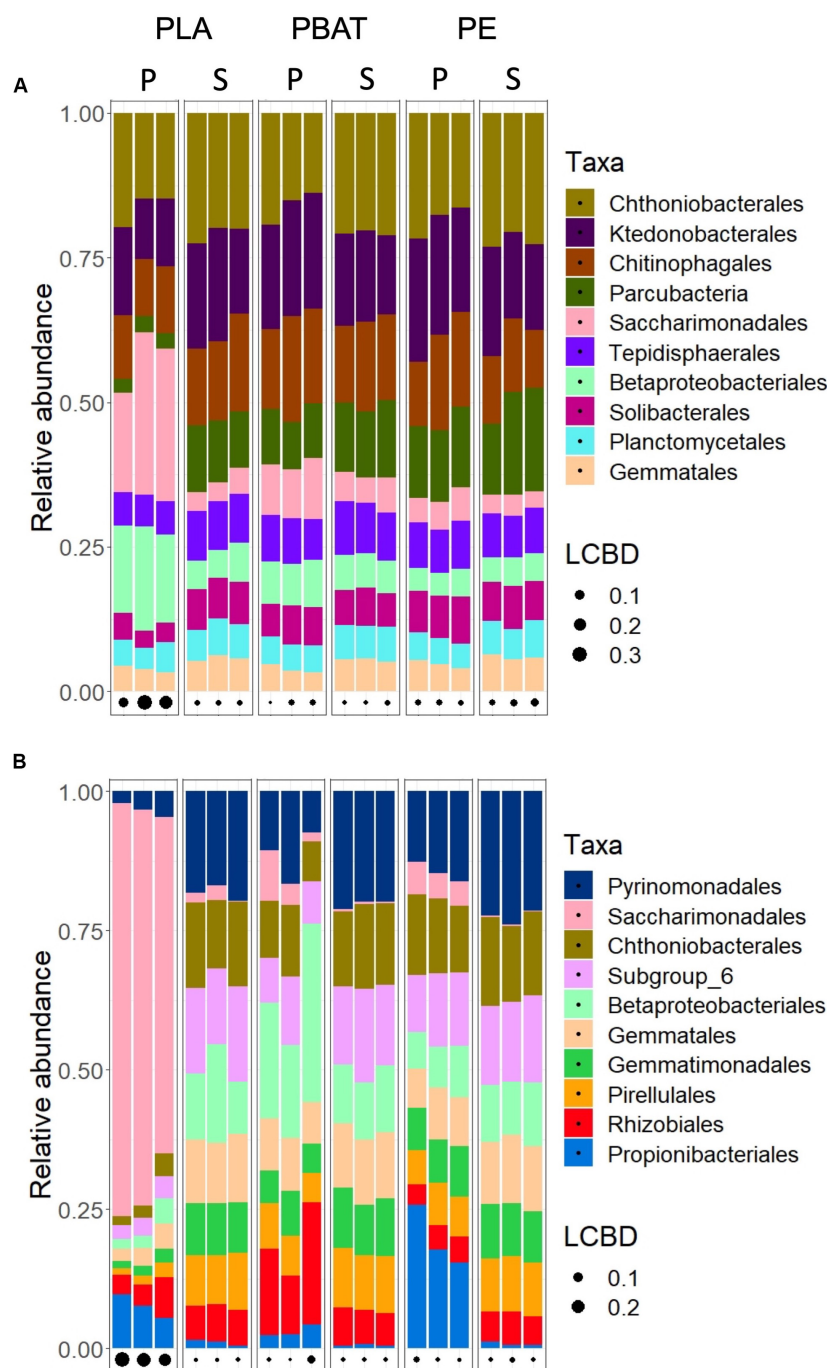 PLA PBAT PE
P S P S P S
A
1.00
0.75
0.50
0.25
0.00
Relative abundance
Taxa
Chthoniobacterales
Ktedonobacterales
Chitinophagales
Parcubacteria
Saccharimonadales
Tepidisphaerales
Betaproteobacteriales
Solibacterales
Planctomycetales
Gemmatales
LCBD
0.1
0.2
0.3
B
1.00
0.75
0.50
0.25
0.00
Relative abundance
Taxa
Pyrinomonadales
Saccharimonadales
Chthoniobacterales
Subgroup_6
Betaproteobacteriales
Gemmatales
Gemmatimonadales
Pirellulales
Rhizobiales
Propionibacteriales
LCBD
0.1
0.2